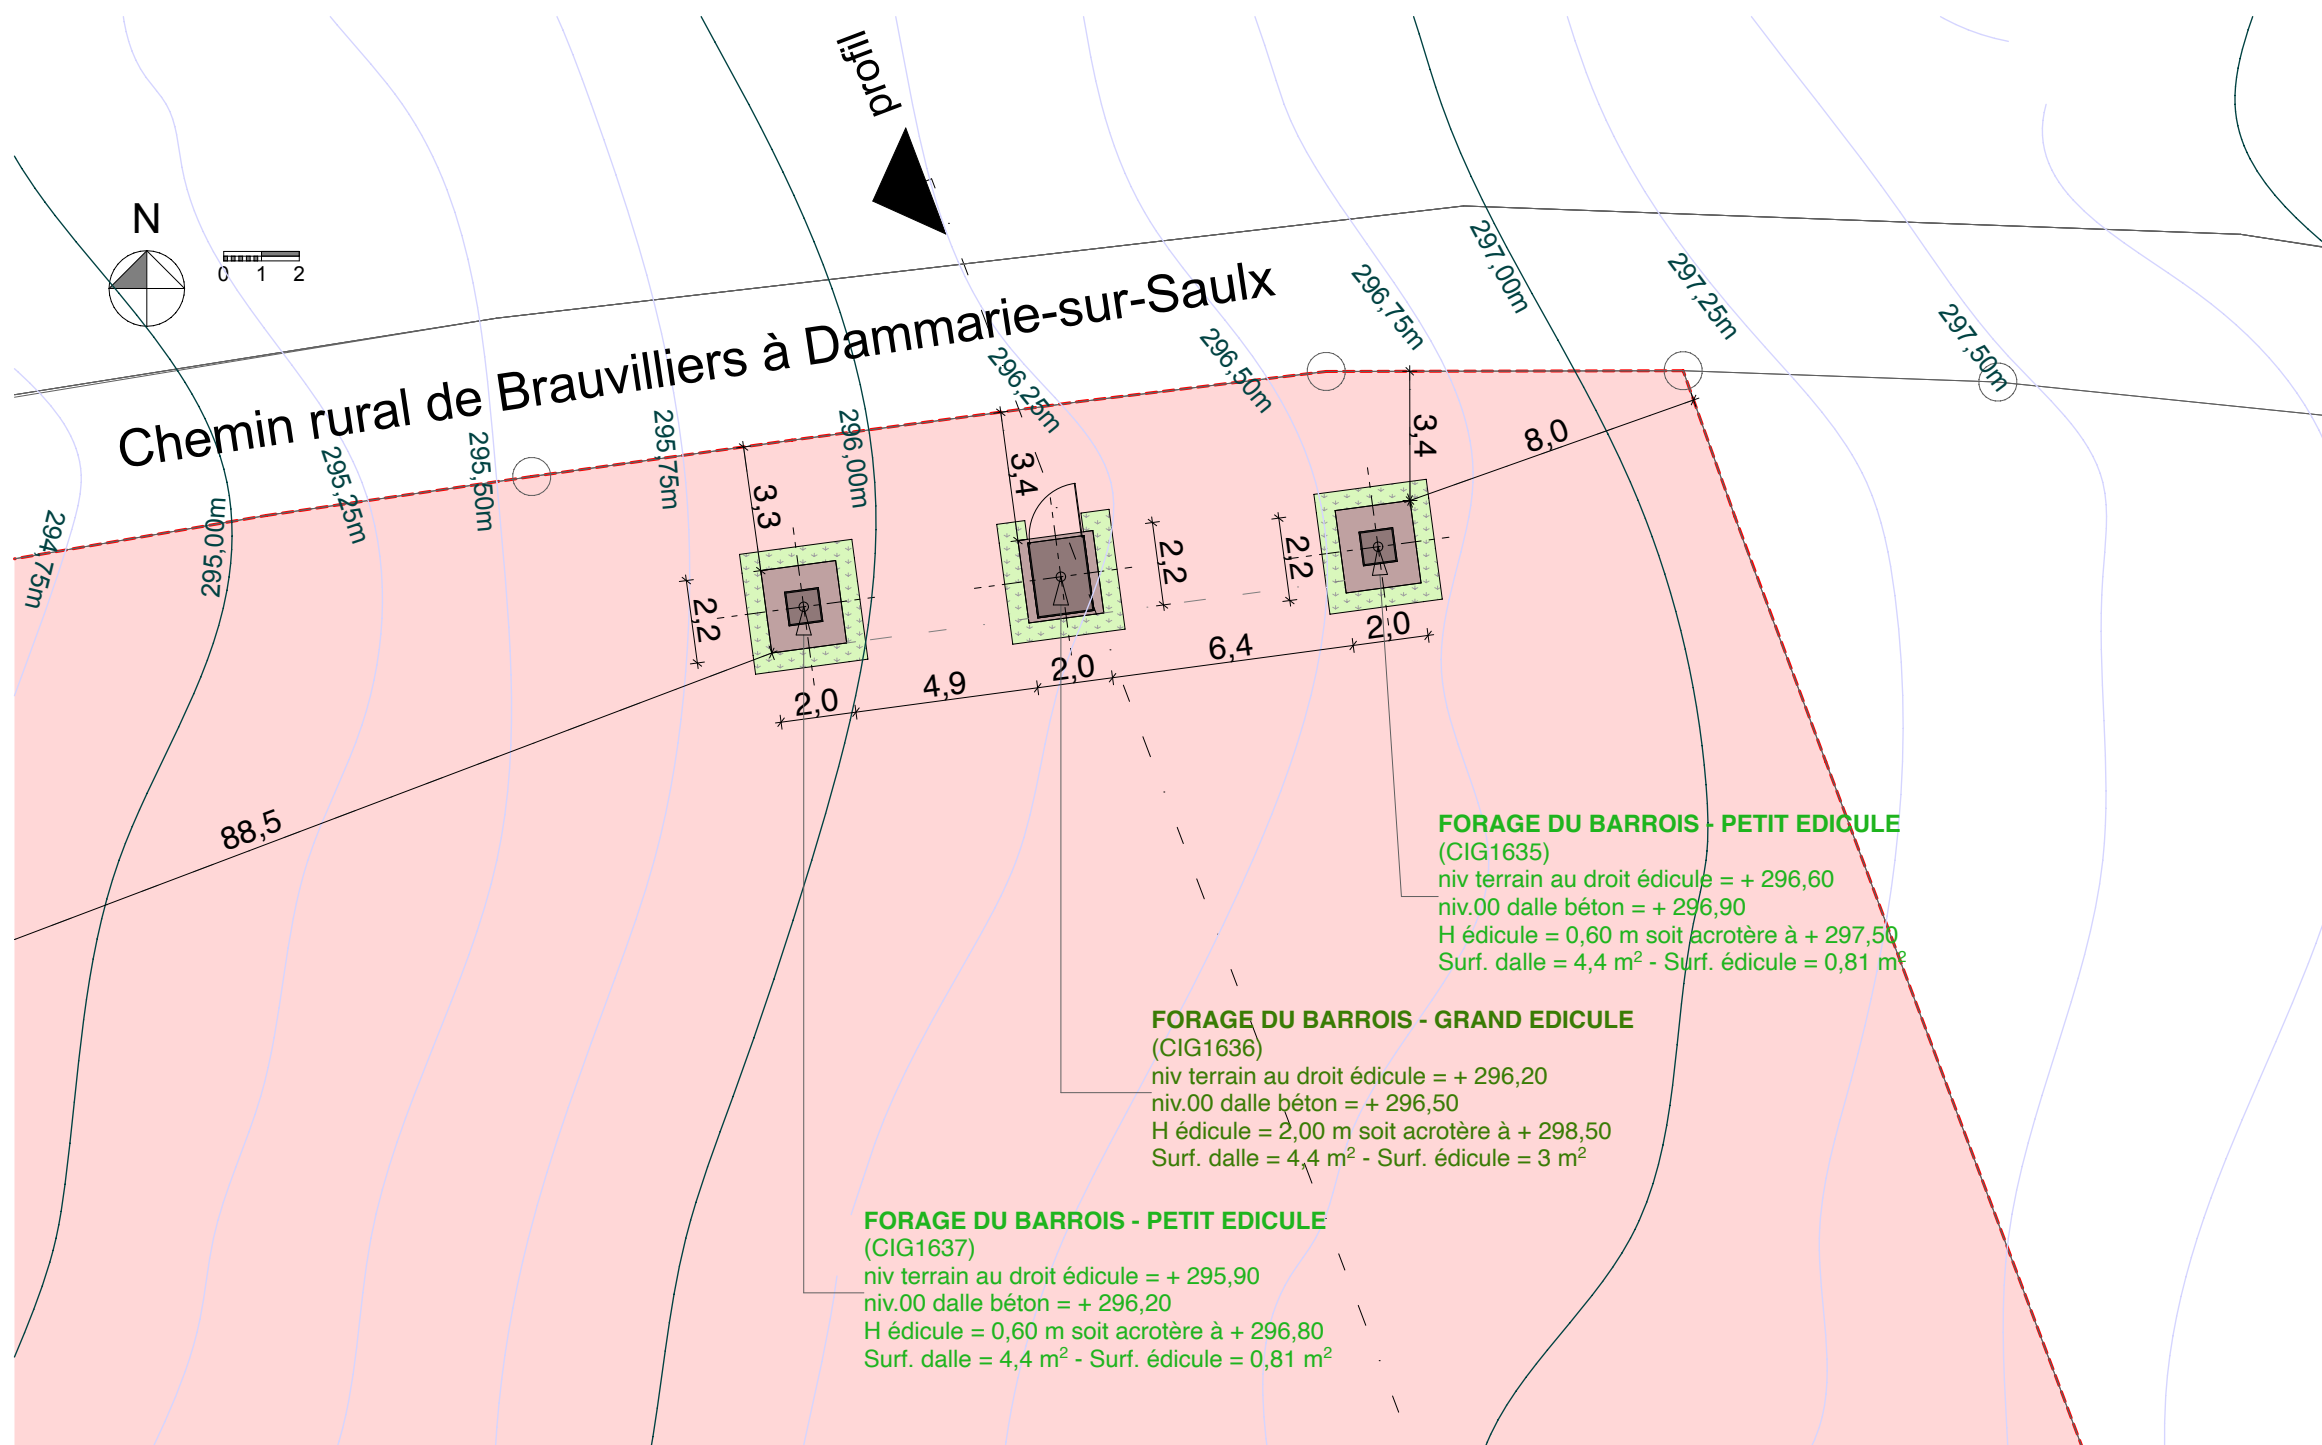 profil
N
0 1 2
Chemin rural de Brauvilliers à Dammarie-sur-Saulx
294,75m
295,00m
295,25m
295,50m
295,75m
296,00m
296,25m
296,50m
296,75m
297,00m
297,25m
297,50m
3,3
3,4
3,4
8,0
2,2
2,2
2,2
2,0
4,9
2,0
6,4
2,0
88,5
FORAGE DU BARROIS - PETIT EDICULE
(CIG1635)
niv terrain au droit édicule = + 296,60
niv.00 dalle béton = + 296,90
H édicule = 0,60 m soit acrotère à + 297,50
Surf. dalle = 4,4 m² - Surf. édicule = 0,81 m²
FORAGE DU BARROIS - GRAND EDICULE
(CIG1636)
niv terrain au droit édicule = + 296,20
niv.00 dalle béton = + 296,50
H édicule = 2,00 m soit acrotère à + 298,50
Surf. dalle = 4,4 m² - Surf. édicule = 3 m²
FORAGE DU BARROIS - PETIT EDICULE
(CIG1637)
niv terrain au droit édicule = + 295,90
niv.00 dalle béton = + 296,20
H édicule = 0,60 m soit acrotère à + 296,80
Surf. dalle = 4,4 m² - Surf. édicule = 0,81 m²